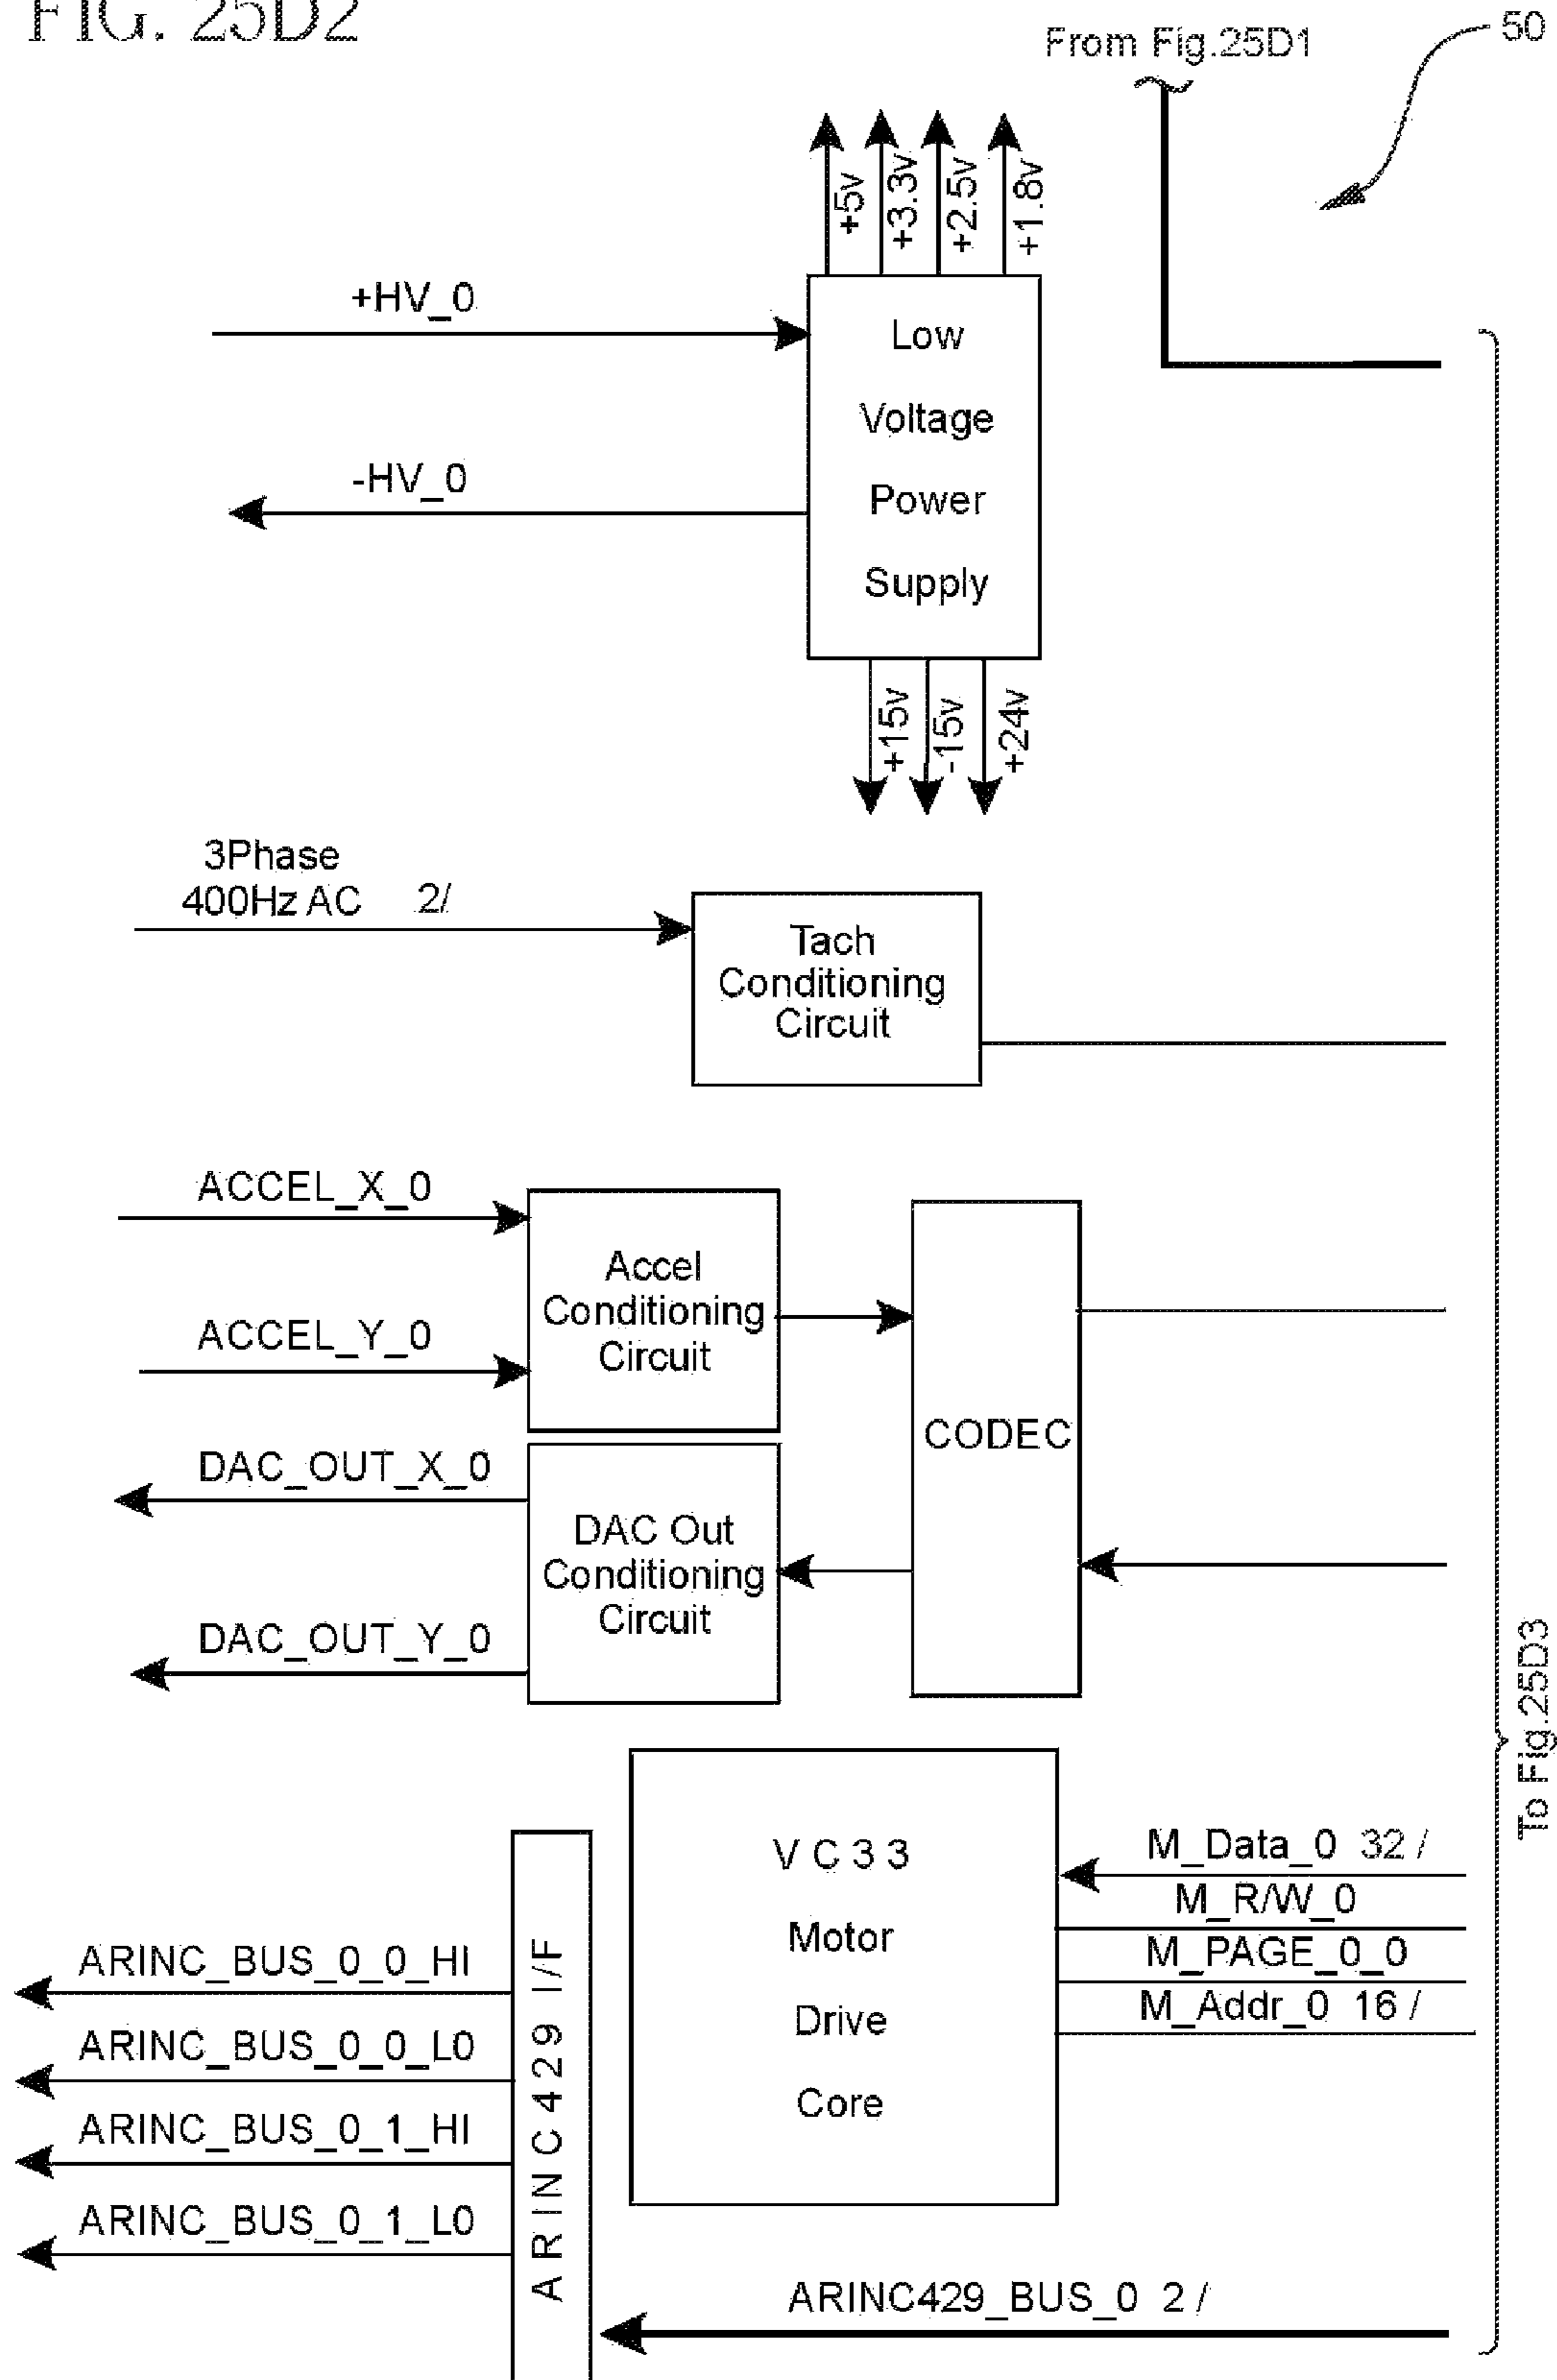 FIG. 25D2
From Fig.25D1
50
+5v
+3.3v
+2.5v
+1.8v
+HV_0
-HV_0
Low
Voltage
Power
Supply
+15v
-15v
+24v
3Phase
400Hz AC 2/
Tach
Conditioning
Circuit
ACCEL_X_0
ACCEL_Y_0
Accel
Conditioning
Circuit
CODEC
DAC_OUT_X_0
DAC_OUT_Y_0
DAC Out
Conditioning
Circuit
To Fig.25D3
VC33
Motor
Drive
Core
M_Data_0 32 /
M_R/W_0
M_PAGE_0_0
M_Addr_0 16 /
ARINC_BUS_0_0_HI
ARINC_BUS_0_0_L0
ARINC_BUS_0_1_HI
ARINC_BUS_0_1_L0
ARINC429 I/F
ARINC429_BUS_0 2 /